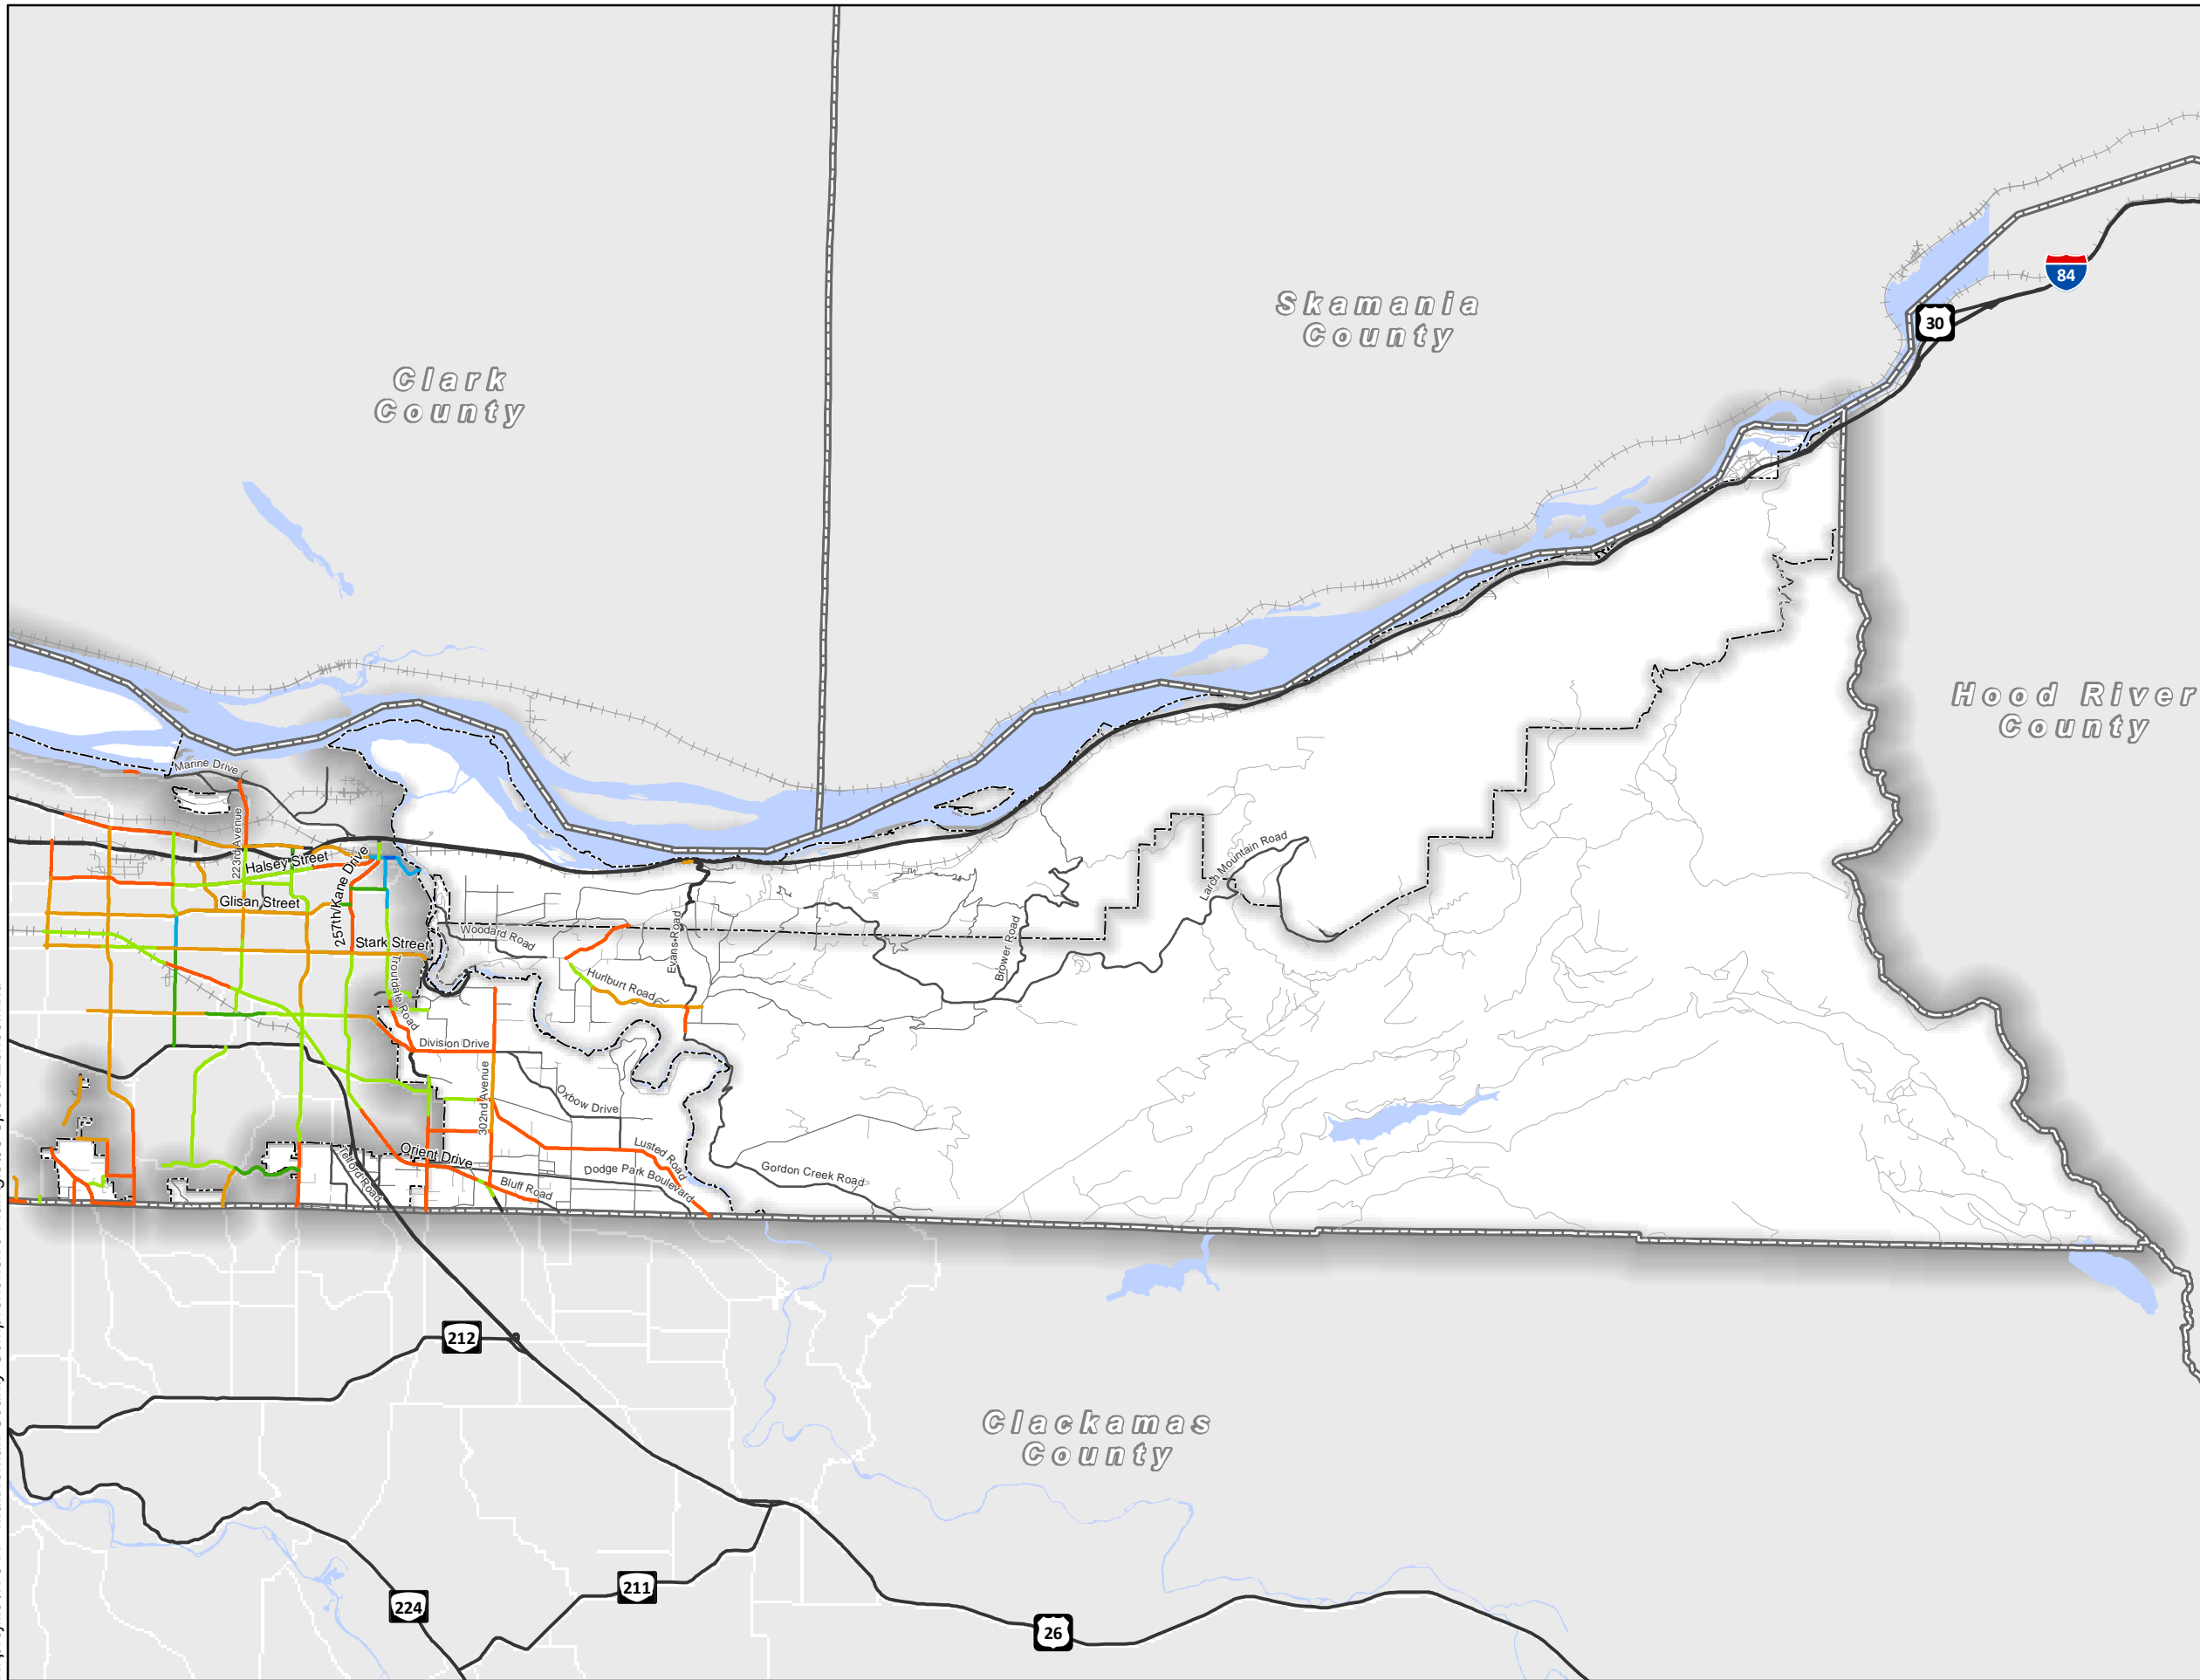 84
30
Skamania
County
Clark
County
Hood River
County
Marine Drive
223rd Avenue
Halsey Street
257th/Kane Drive
Glisan Street
Stark Street
Troutdale Road
Woodard Road
Evans Road
Hurlburt Road
Brower Road
Larch Mountain Road
Division Drive
302nd Avenue
Oxbow Drive
Orient Drive
Telford Road
Lusted Road
Dodge Park Boulevard
Bluff Road
Gordon Creek Road
212
Clackamas
County
211
224
26